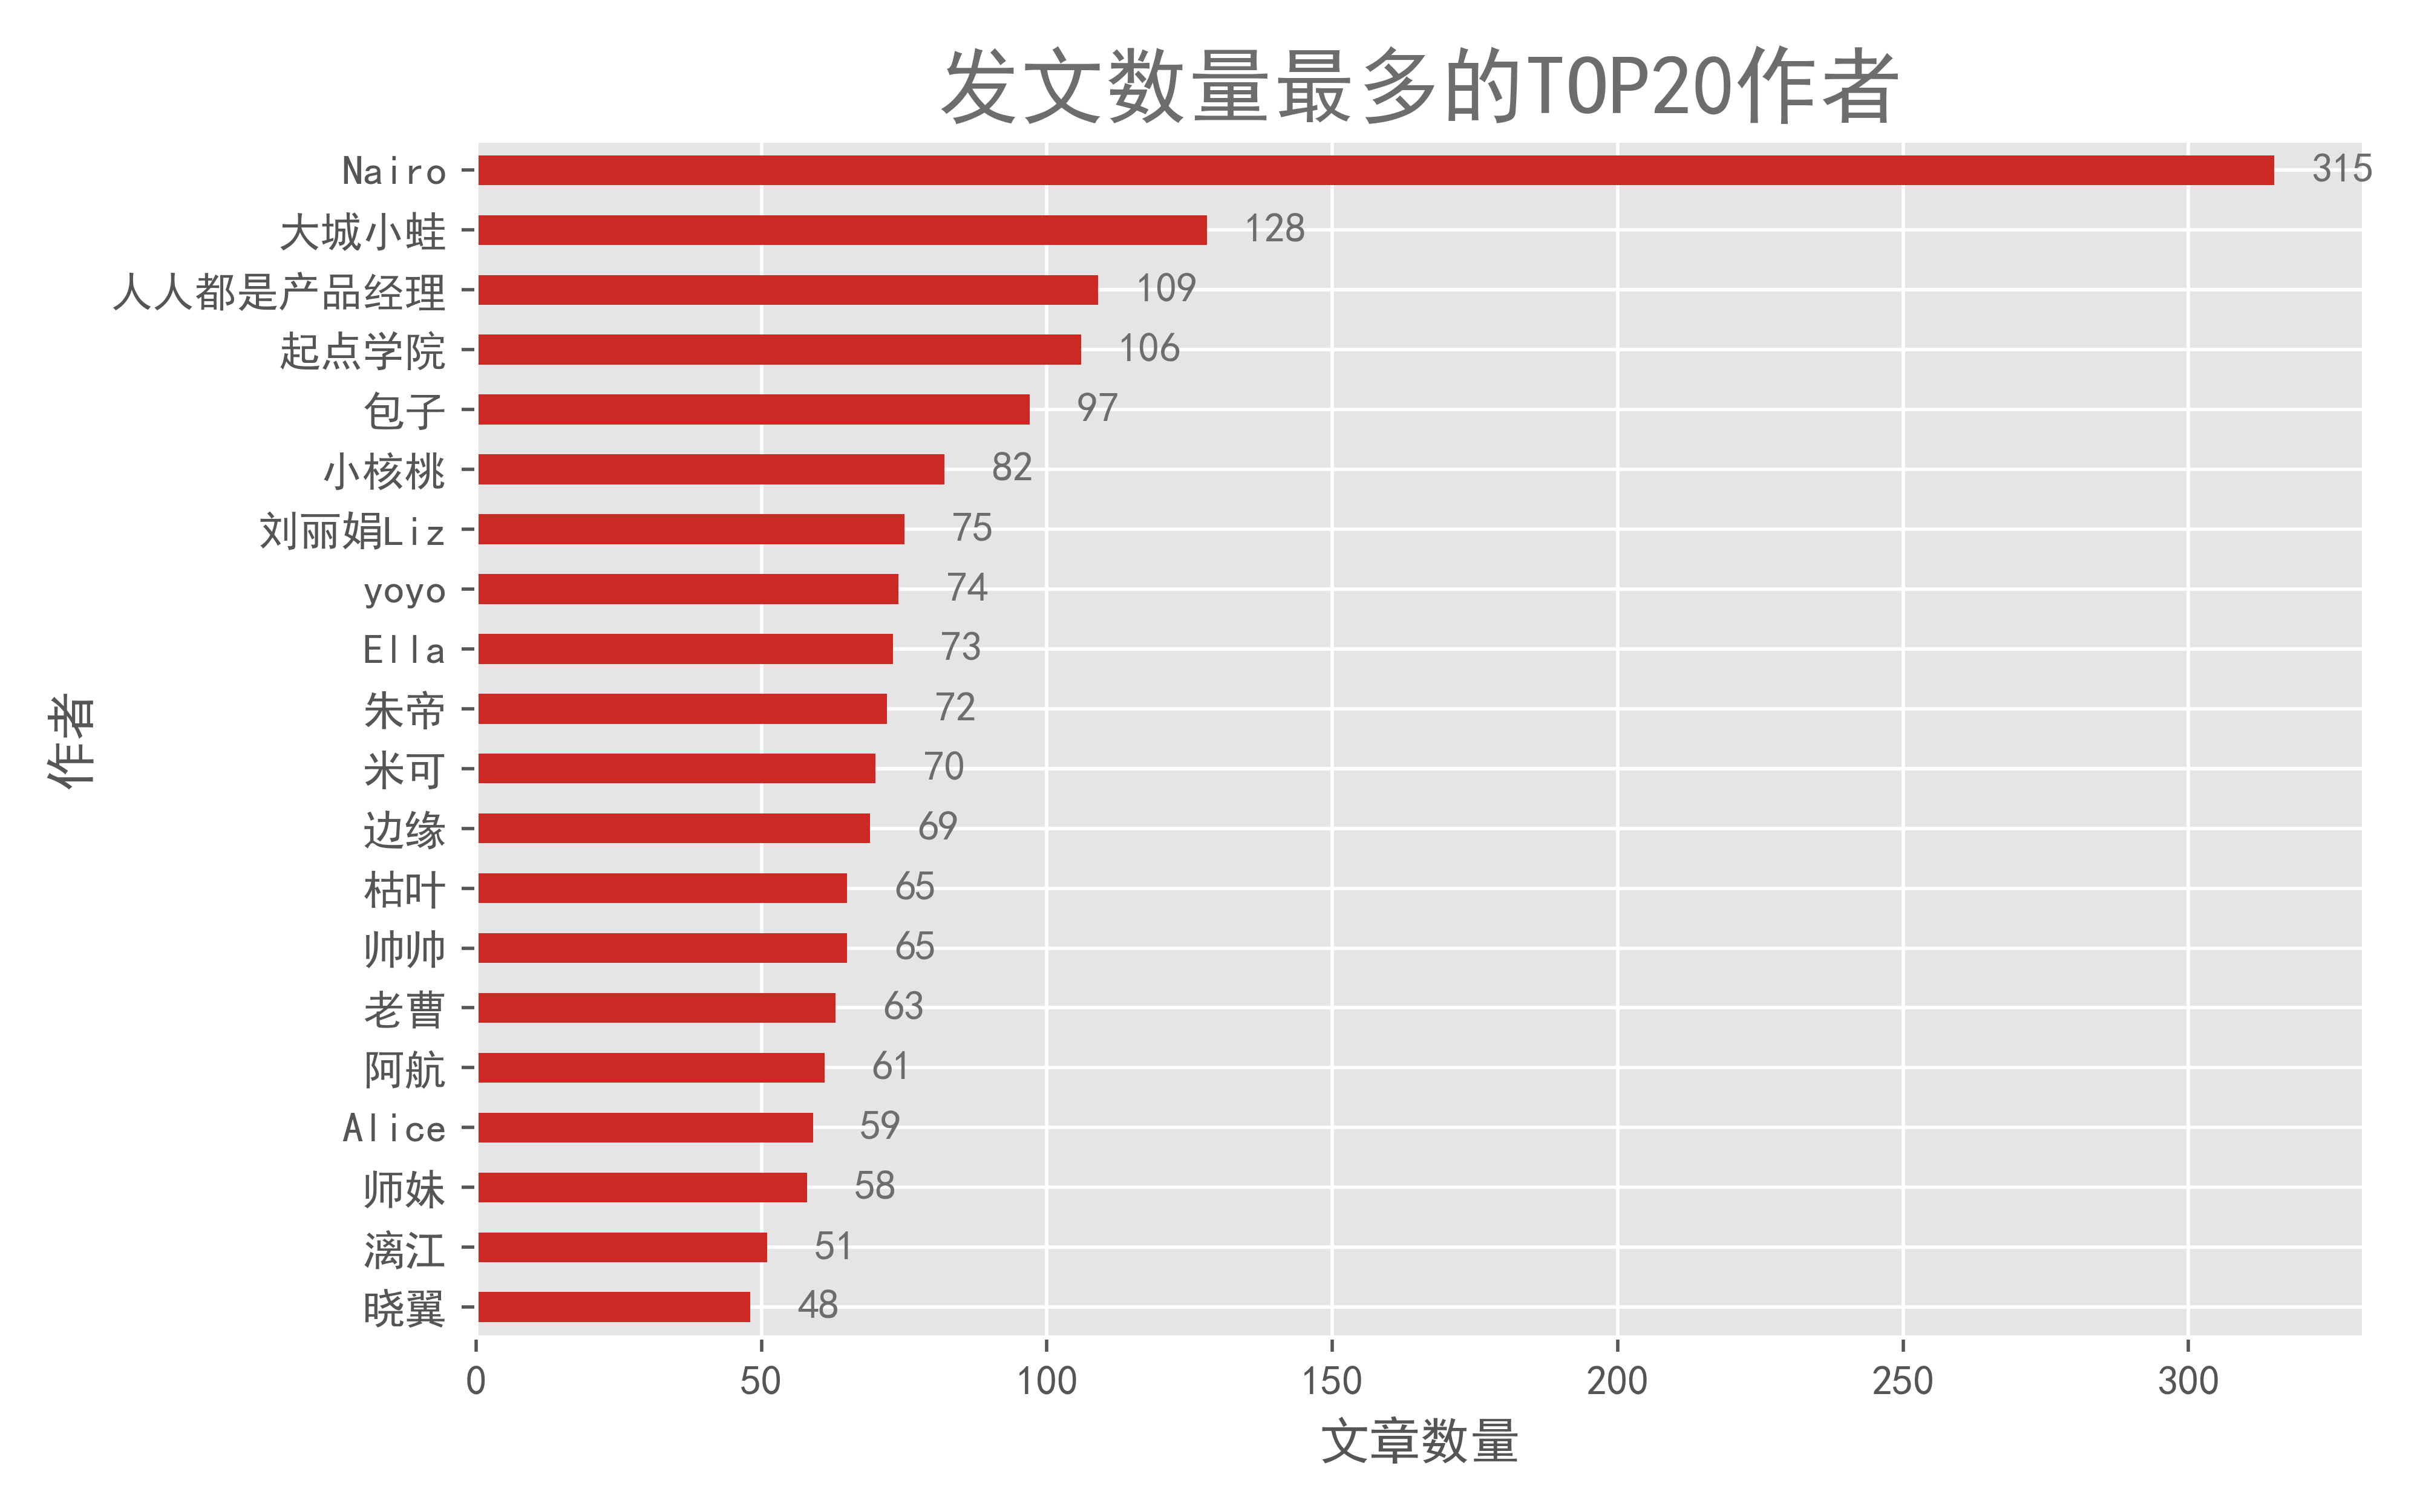 发文数量最多的TOP20作者
Nairo 315
大城小蛙 128
人人都是产品经理 109
起点学院 106
包子 97
小核桃 82
刘丽娟Liz 75
yoyo 74
Ella 73
朱帝 72
米可 70
边缘 69
枯叶 65
帅帅 65
老曹 63
阿航 61
Alice 59
师妹 58
漓江 51
晓翼 48
作者
0 50 100 150 200 250 300
文章数量